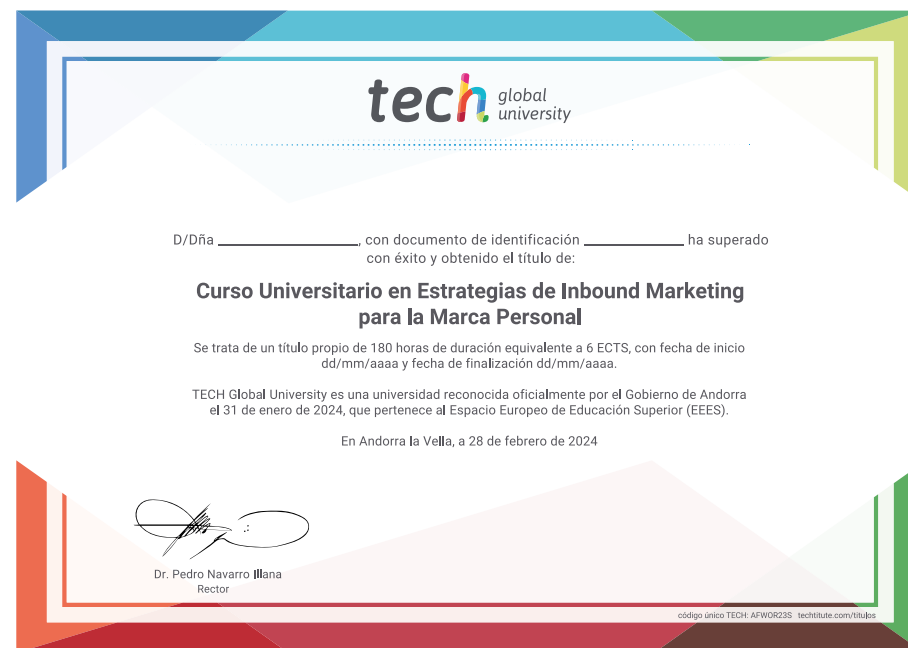 tech global
university
D/Dña ____________________, con documento de identificación ______________ ha superado
con éxito y obtenido el título de:
Curso Universitario en Estrategias de Inbound Marketing
para la Marca Personal
Se trata de un título propio de 180 horas de duración equivalente a 6 ECTS, con fecha de inicio
dd/mm/aaaa y fecha de finalización dd/mm/aaaa.
TECH Global University es una universidad reconocida oficialmente por el Gobierno de Andorra
el 31 de enero de 2024, que pertenece al Espacio Europeo de Educación Superior (EEES).
En Andorra la Vella, a 28 de febrero de 2024
Dr. Pedro Navarro Illana
Rector
código único TECH: AFWOR23S techtitute.com/titulos